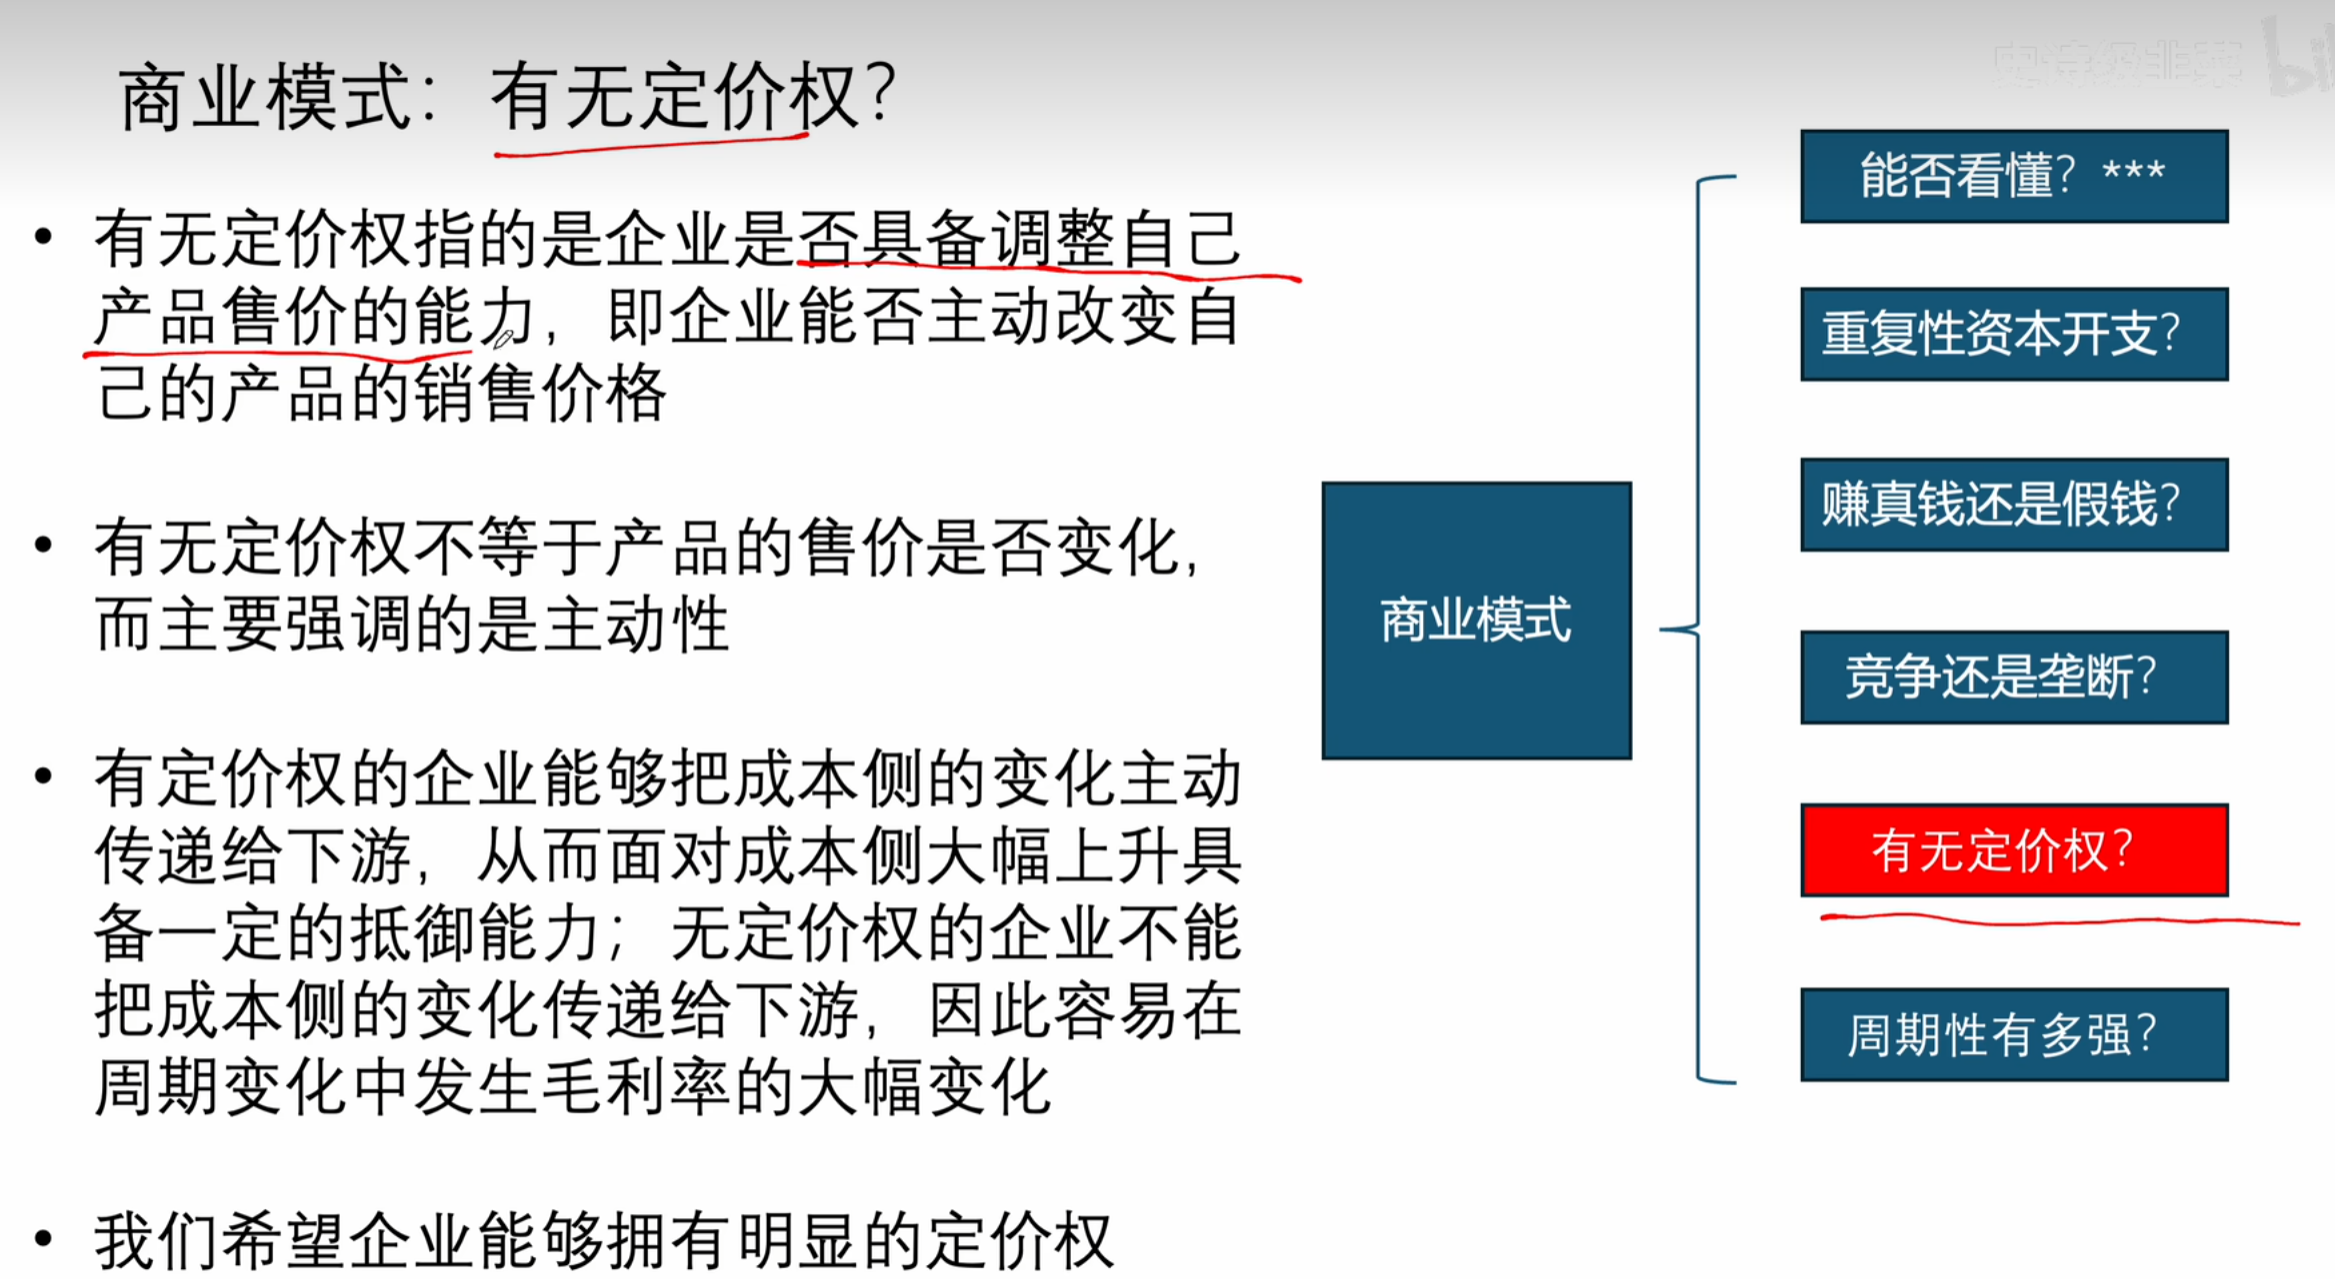 商业模式：有无定价权？
• 有无定价权指的是企业是否具备调整自己
产品售价的能力，即企业能否主动改变自
己的产品的销售价格
• 有无定价权不等于产品的售价是否变化，
而主要强调的是主动性
• 有定价权的企业能够把成本侧的变化主动
传递给下游，从而面对成本侧大幅上升具
备一定的抵御能力；无定价权的企业不能
把成本侧的变化传递给下游，因此容易在
周期变化中发生毛利率的大幅变化
• 我们希望企业能够拥有明显的定价权
商业模式
能否看懂？***
重复性资本开支？
赚真钱还是假钱？
竞争还是垄断？
有无定价权？
周期性有多强？